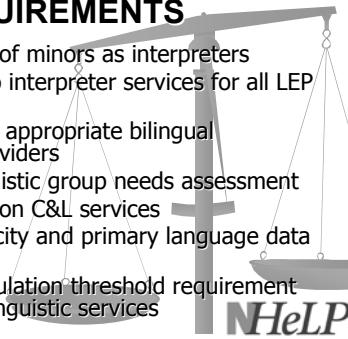 UIREMENTS
of minors as interpreters
interpreter services for all LEP
appropriate bilingual
viders
istic group needs assessment
on C&L services
city and primary language data
ulation threshold requirement
nguistic services
NHeLP